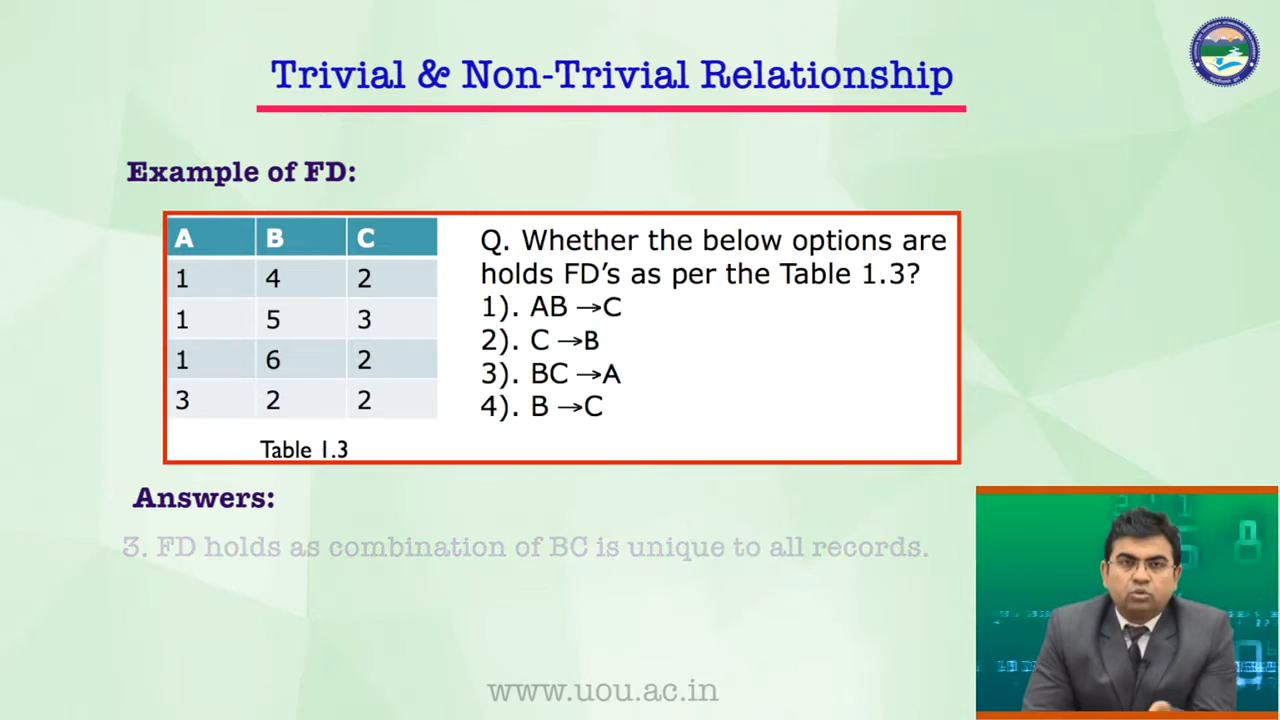 Trivial & Non-Trivial Relationship
Example of FD:
A B C
1 4 2
1 5 3
1 6 2
3 2 2
Table 1.3
Q. Whether the below options are
holds FD’s as per the Table 1.3?
1). AB →C
2). C →B
3). BC →A
4). B →C
Answers:
3. FD holds as combination of BC is unique to all records.
www.uou.ac.in